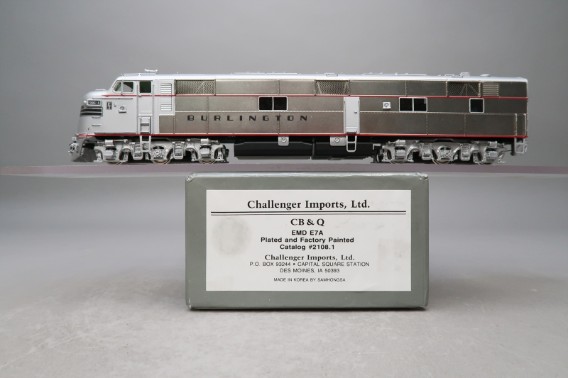 BURLINGTON
Challenger Imports, Ltd.
CB & Q
EMD E7A
Plated and Factory Painted
Catalog #2108.1
Challenger Imports, Ltd.
P.O. BOX 93244 • CAPITAL SQUARE STATION
DES MOINES, IA 50393
MADE IN KOREA BY SAMHONGSA